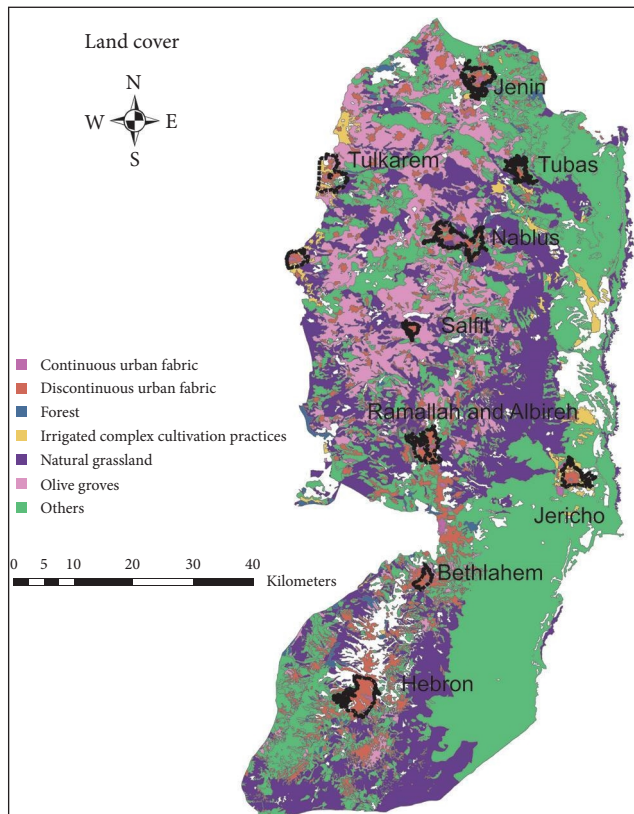 Land cover
N
W E
S
Jenin
Tulkarem
Tubas
Nablus
Salfit
Continuous urban fabric
Discontinuous urban fabric
Forest
Irrigated complex cultivation practices
Natural grassland
Olive groves
Others
Ramallah and Albireh
Jericho
0 5 10 20 30 40
Kilometers
Bethlahem
Hebron